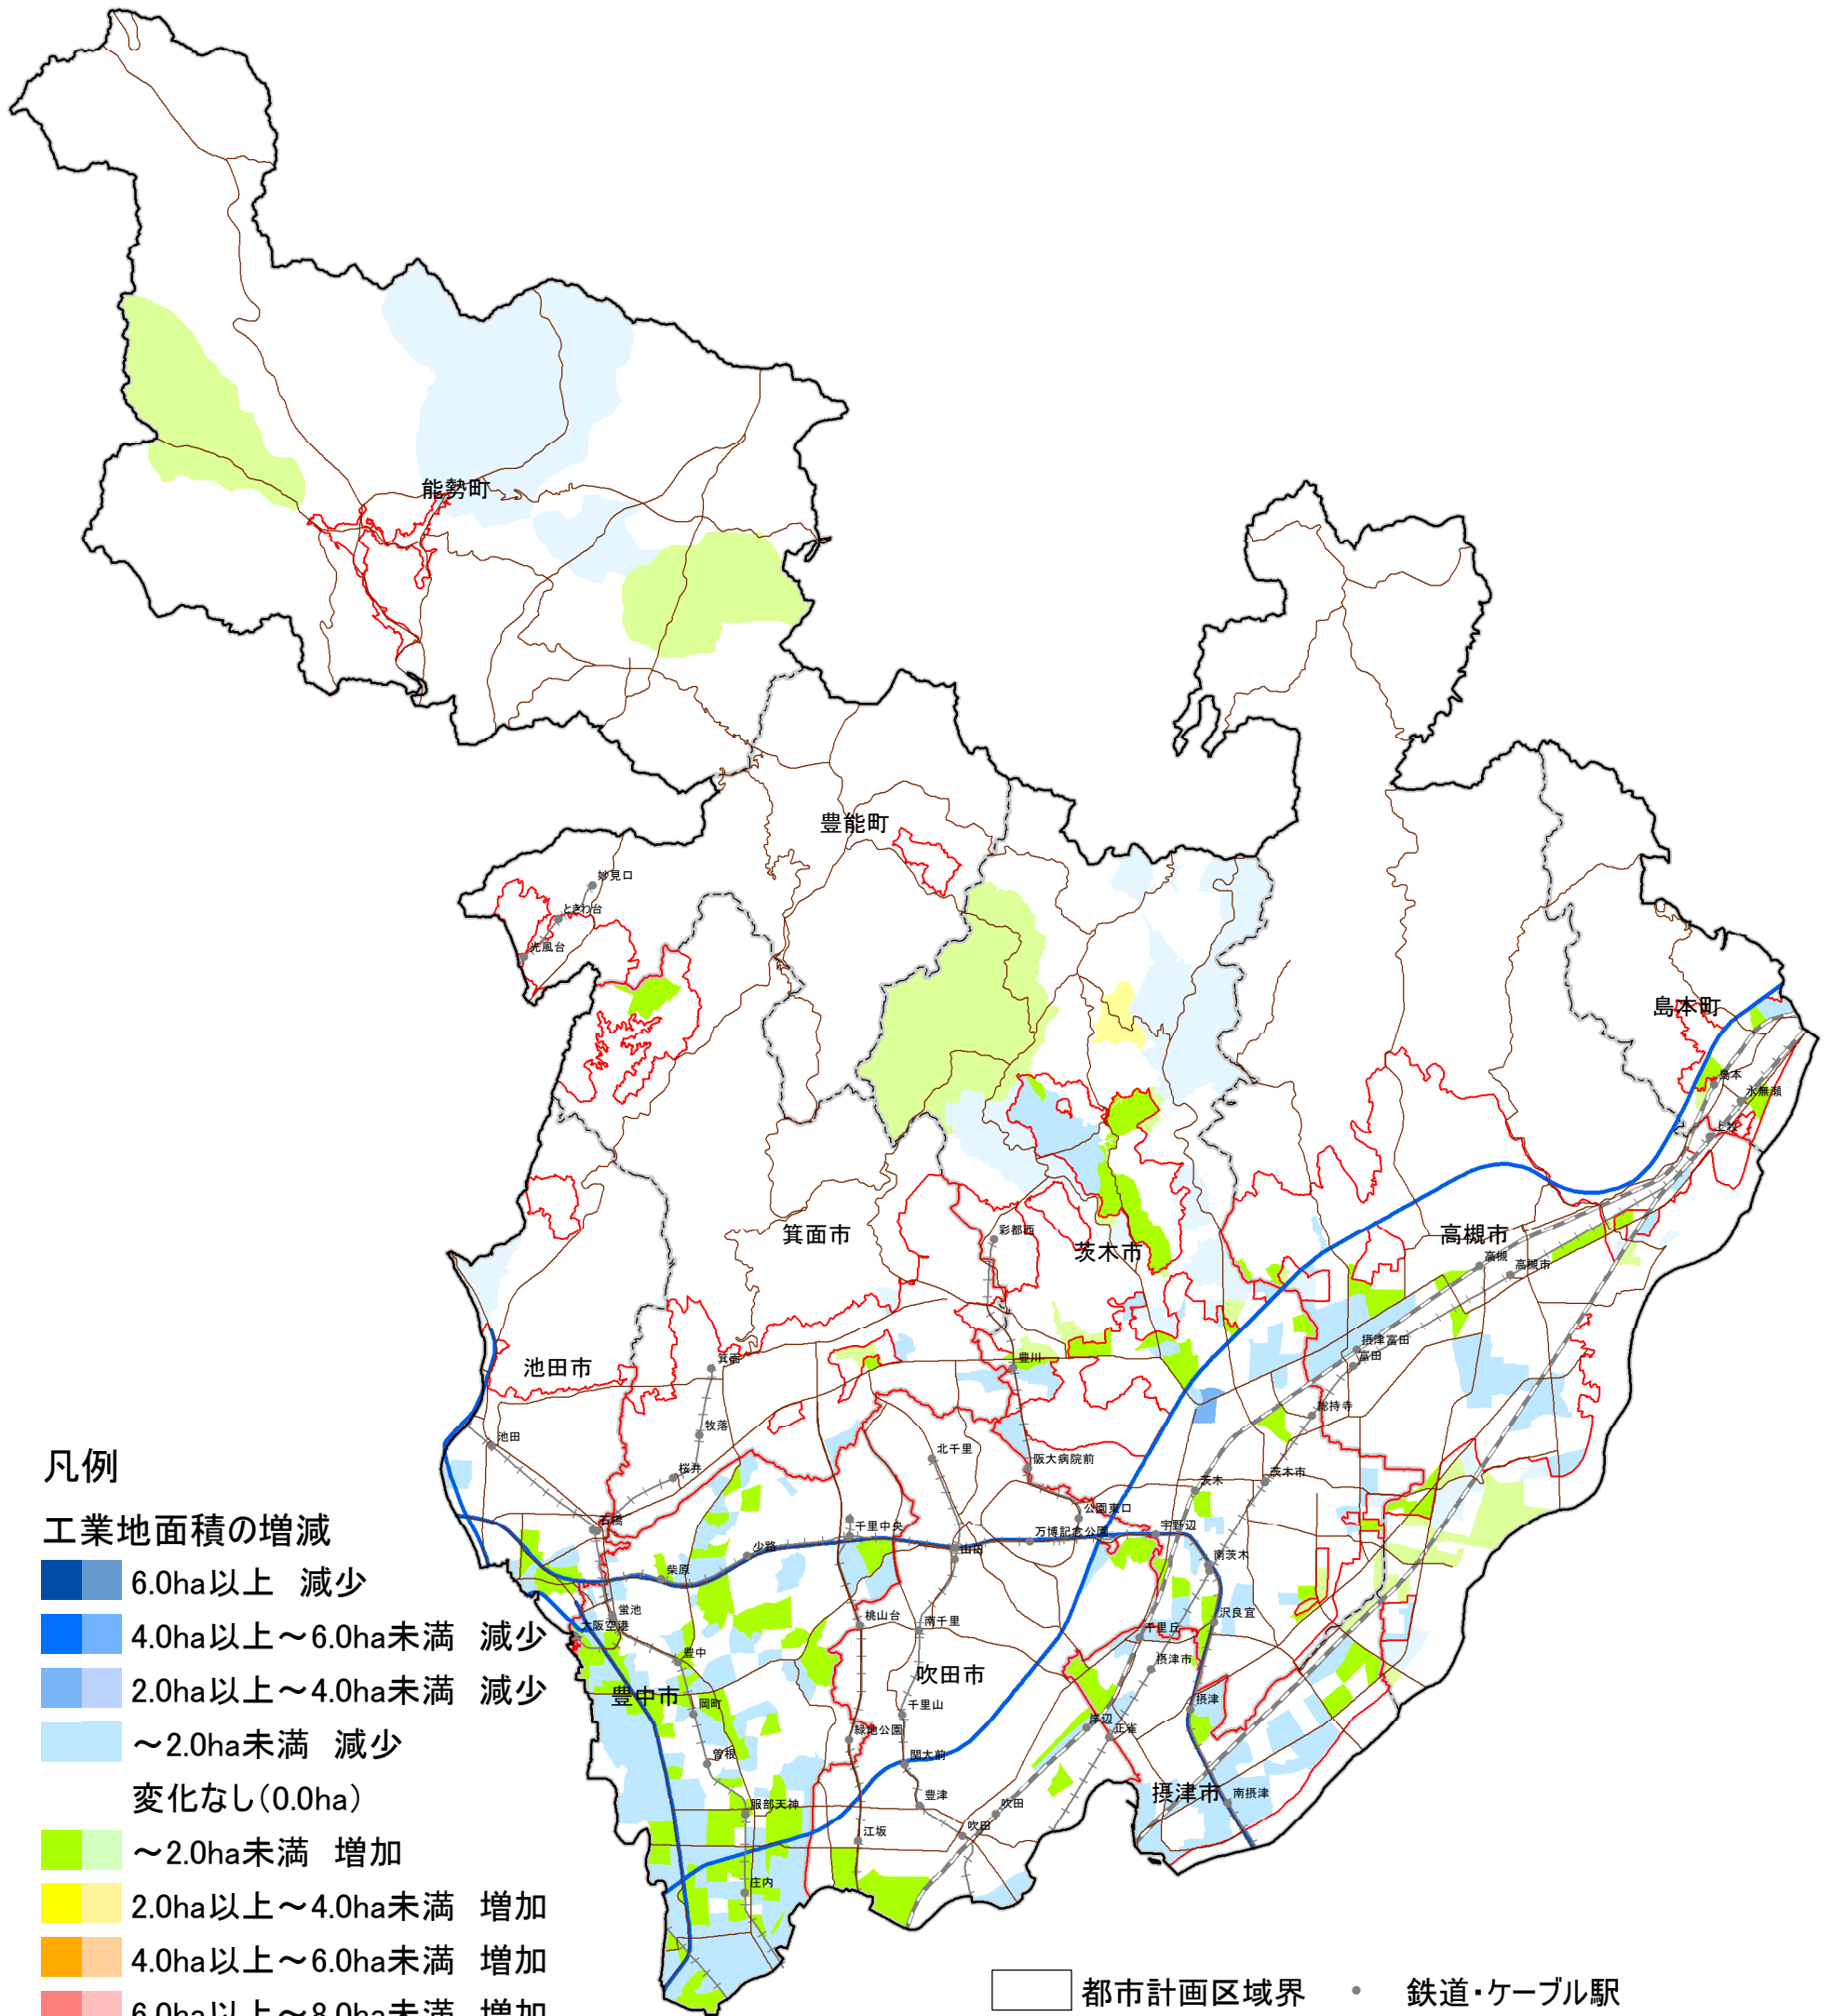 能勢町
豊能町
妙見口
ときわ台
光風台
島本町
島本
水無瀬
上牧
箕面市
彩都西
茨木市
高槻市
高槻
高槻市
池田市
箕面
豊川
摂津富田
富田
牧落
総持寺
池田
桜井
北千里
阪大病院前
茨木
茨木市
公園東口
石橋
千里中央
万博記念公園
宇野辺
少路
山田
南茨木
柴原
蛍池
大阪空港
桃山台
南千里
沢良宜
千里丘
豊中
摂津市
吹田市
豊中市
岡町
千里山
摂津
岸辺
正雀
緑地公園
曽根
関大前
摂津市
南摂津
服部天神
豊津
吹田
江坂
吹田
庄内
凡例
工業地面積の増減
6.0ha以上 減少
4.0ha以上～6.0ha未満 減少
2.0ha以上～4.0ha未満 減少
～2.0ha未満 減少
変化なし（0.0ha）
～2.0ha未満 増加
2.0ha以上～4.0ha未満 増加
4.0ha以上～6.0ha未満 増加
6.0ha以上～8.0ha未満 増加
都市計画区域界
鉄道・ケーブル駅